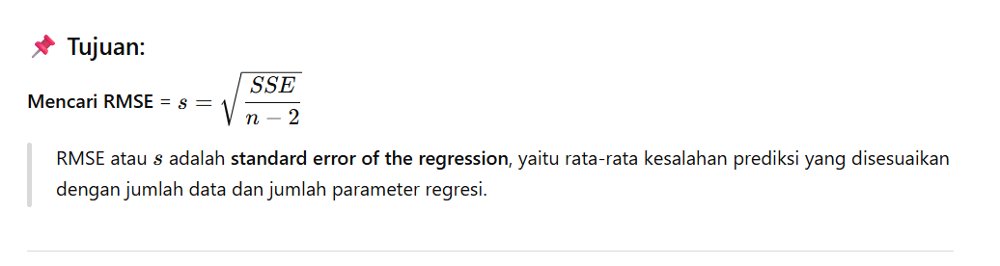 📌 Tujuan:
Mencari RMSE = $s = \sqrt{\frac{SSE}{n-2}}$
RMSE atau $s$ adalah standard error of the regression, yaitu rata-rata kesalahan prediksi yang disesuaikan
dengan jumlah data dan jumlah parameter regresi.